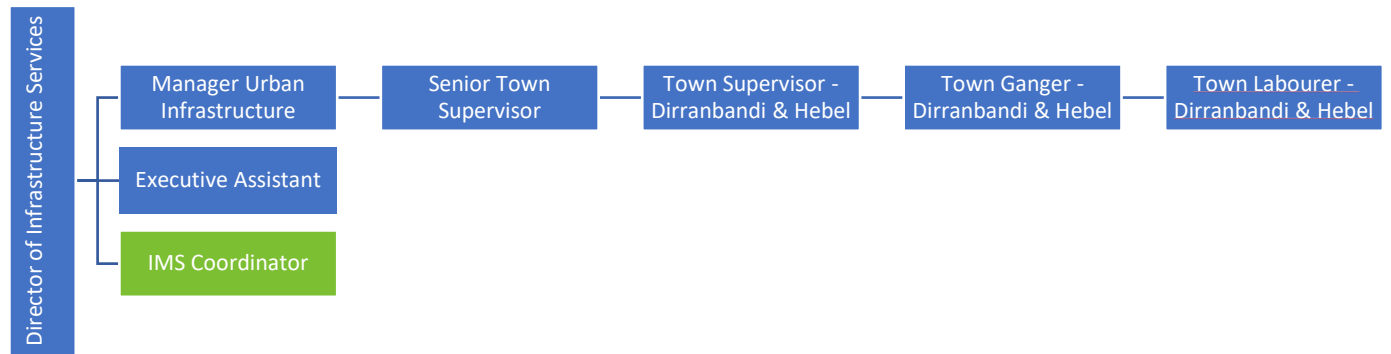 Director of Infrastructure Services
Manager Urban
Infrastructure
Senior Town
Supervisor
Town Supervisor -
Dirranbandi & Hebel
Town Ganger -
Dirranbandi & Hebel
Town Labourer -
Dirranbandi & Hebel
Executive Assistant
IMS Coordinator